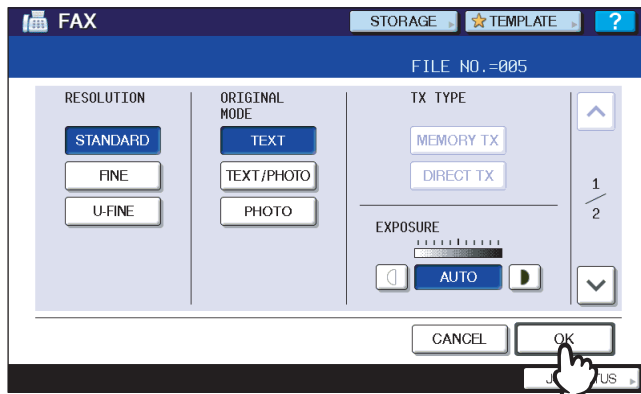 FAX
STORAGE
TEMPLATE
?
FILE NO.=005
RESOLUTION
STANDARD
FINE
U-FINE
ORIGINAL
MODE
TEXT
TEXT/PHOTO
PHOTO
TX TYPE
MEMORY TX
DIRECT TX
EXPOSURE
AUTO
1
2
CANCEL
OK